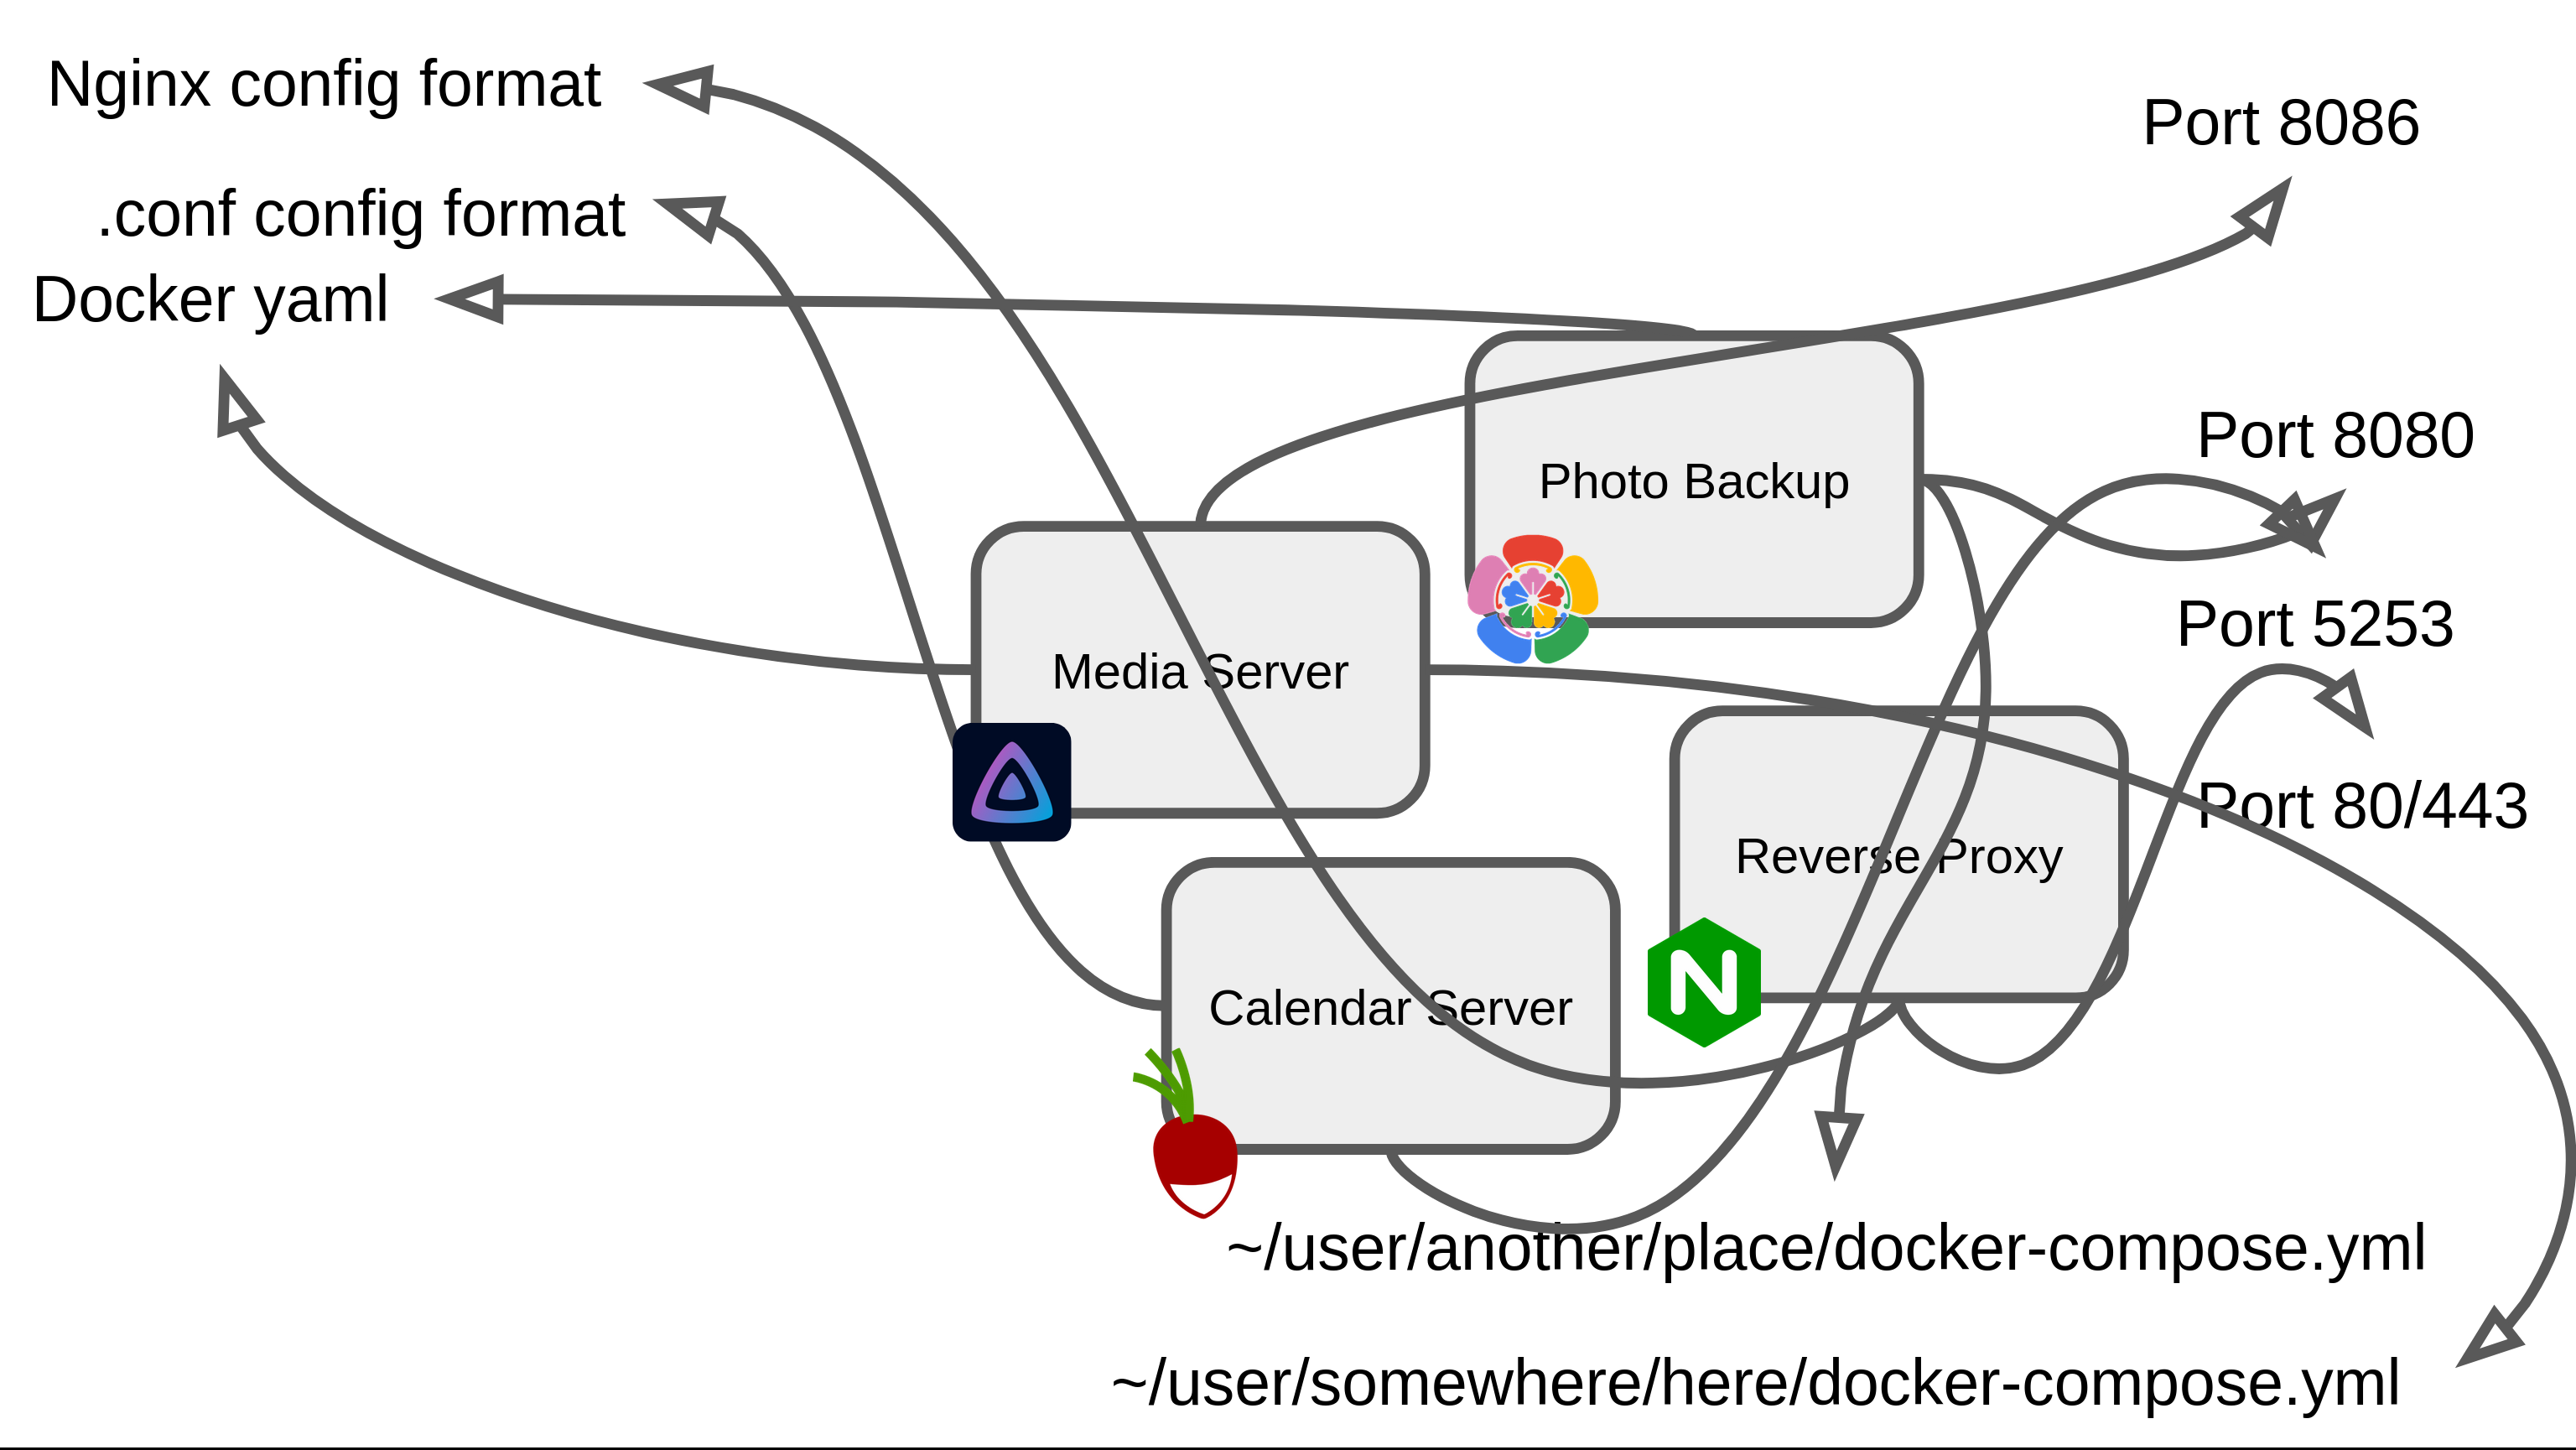 Nginx config format
Port 8086
.conf config format
Docker yaml
Port 8080
Photo Backup
Port 5253
Media Server
Port 80/443
Reverse Proxy
Calendar Server
~/user/another/place/docker-compose.yml
~/user/somewhere/here/docker-compose.yml